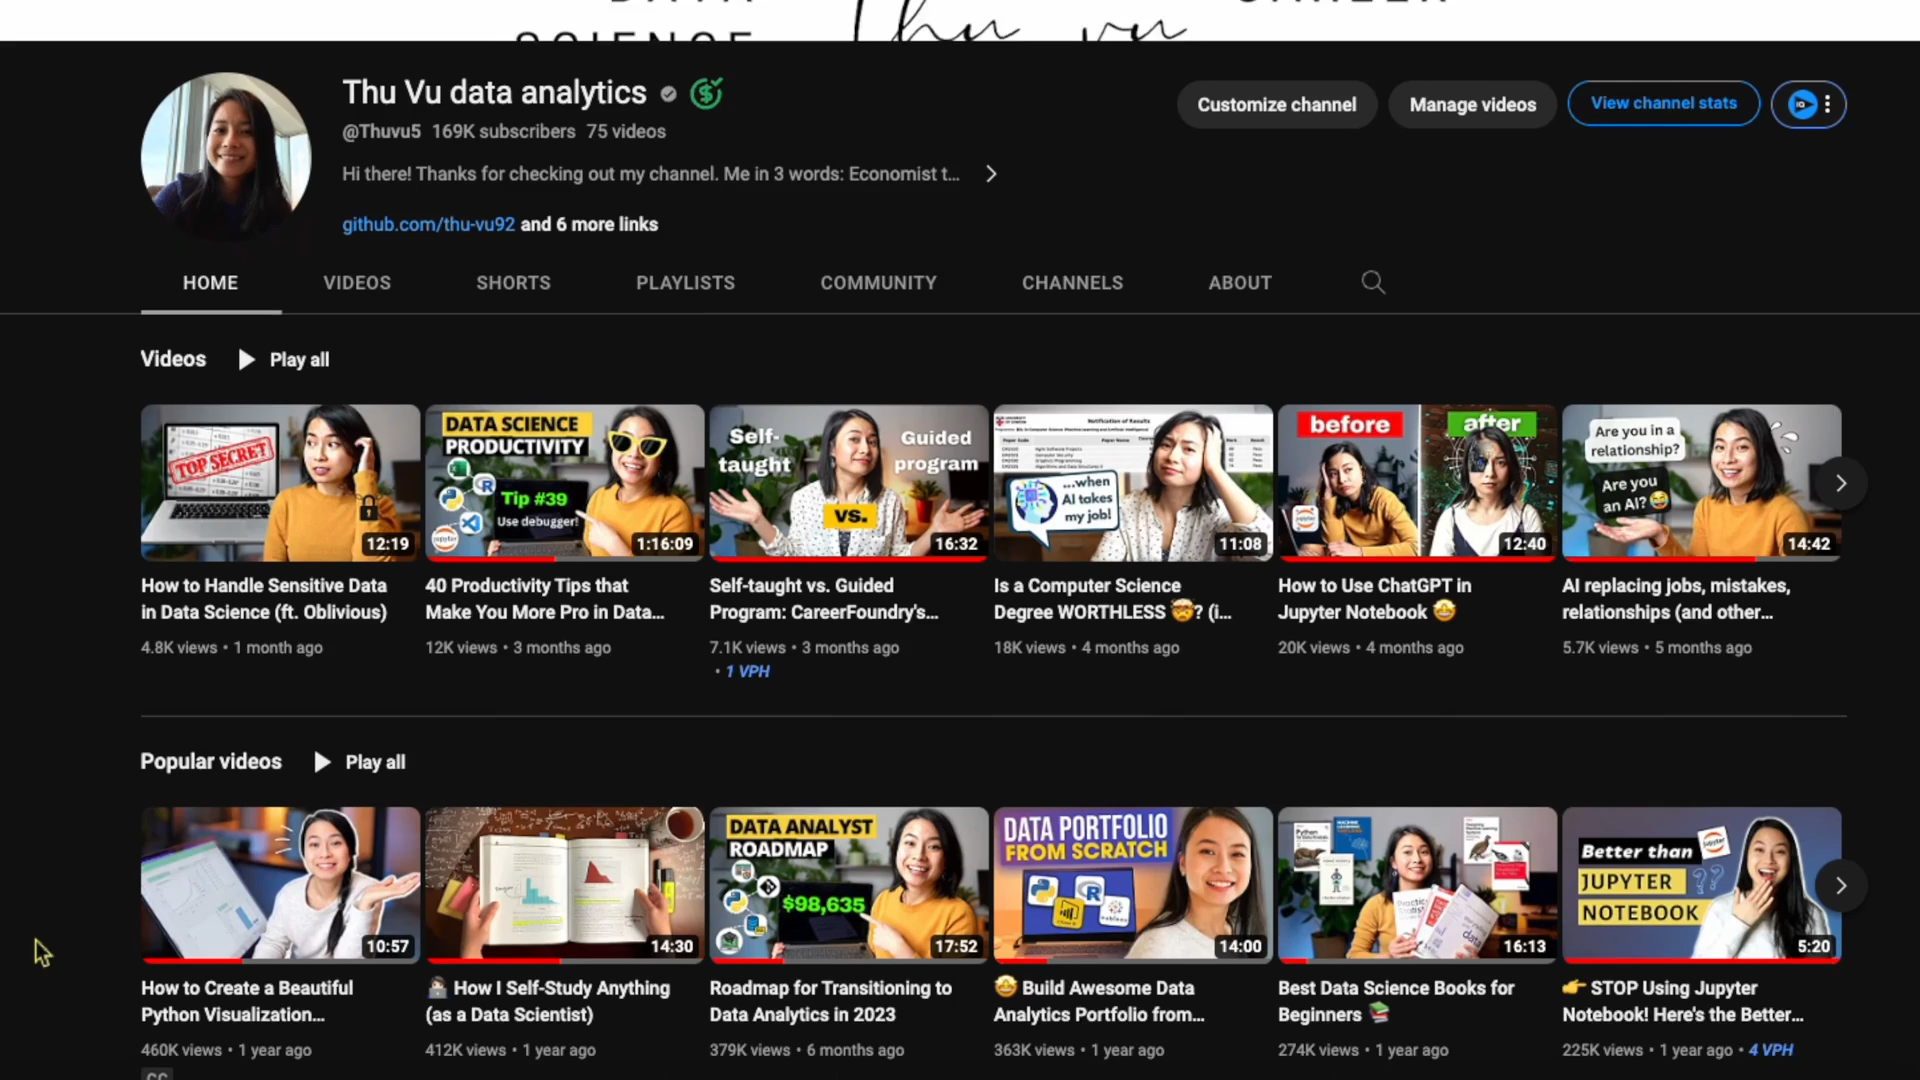 Thu Vu
Thu Vu data analytics
@Thuvu5 169K subscribers 75 videos
Hi there! Thanks for checking out my channel. Me in 3 words: Economist t...
github.com/thu-vu92 and 6 more links
Customize channel
Manage videos
View channel stats
IQ
HOME
VIDEOS
SHORTS
PLAYLISTS
COMMUNITY
CHANNELS
ABOUT
Videos
Play all
TOP SECRET
12:19
How to Handle Sensitive Data
in Data Science (ft. Oblivious)
4.8K views • 1 month ago
DATA SCIENCE
PRODUCTIVITY
Tip #39
Use debugger!
jupyter
1:16:09
40 Productivity Tips that
Make You More Pro in Data...
12K views • 3 months ago
Self-
taught
vs.
Guided
program
16:32
Self-taught vs. Guided
Program: CareerFoundry's...
7.1K views • 3 months ago
• 1 VPH
Notification of Results
...when
AI takes
my job!
11:08
Is a Computer Science
Degree WORTHLESS 🤯? (i...
18K views • 4 months ago
before
after
jupyter
12:40
How to Use ChatGPT in
Jupyter Notebook 🤩
20K views • 4 months ago
Are you in a
relationship?
Are you
an AI? 😂
14:42
AI replacing jobs, mistakes,
relationships (and other...
5.7K views • 5 months ago
Popular videos
Play all
10:57
How to Create a Beautiful
Python Visualization...
460K views • 1 year ago
CC
14:30
👩🏻‍💻 How I Self-Study Anything
(as a Data Scientist)
412K views • 1 year ago
DATA ANALYST
ROADMAP
$98,635
17:52
Roadmap for Transitioning to
Data Analytics in 2023
379K views • 6 months ago
DATA PORTFOLIO
FROM SCRATCH
14:00
🤩 Build Awesome Data
Analytics Portfolio from...
363K views • 1 year ago
16:13
Best Data Science Books for
Beginners 📚
274K views • 1 year ago
Better than
jupyter
JUPYTER
NOTEBOOK
??
5:20
👉 STOP Using Jupyter
Notebook! Here's the Better...
225K views • 1 year ago • 4 VPH